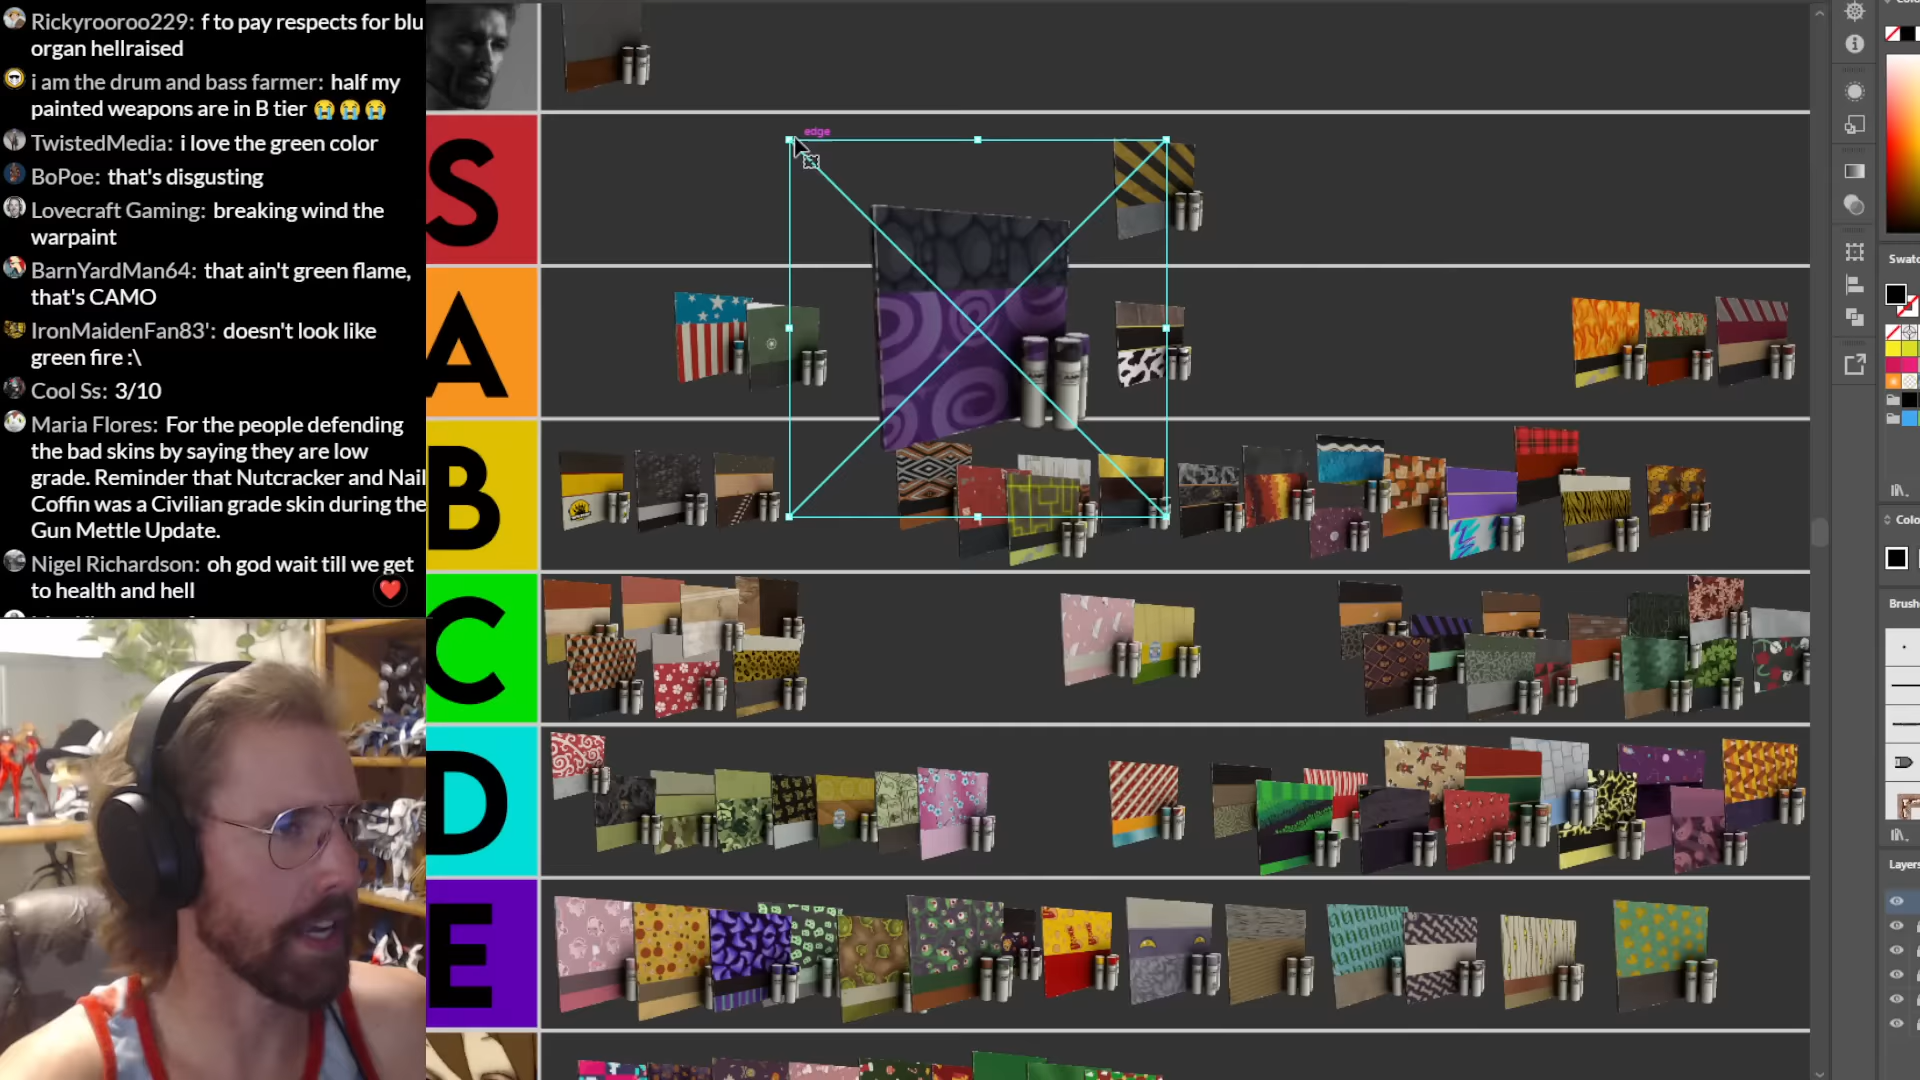 Rickyrooroo229: f to pay respects for blu
organ hellraised
i am the drum and bass farmer: half my
painted weapons are in B tier 😭😭😭
TwistedMedia: i love the green color
BoPoe: that's disgusting
Lovecraft Gaming: breaking wind the
warpaint
BarnYardMan64: that ain't green flame,
that's CAMO
IronMaidenFan83': doesn't look like
green fire :\
Cool Ss: 3/10
Maria Flores: For the people defending
the bad skins by saying they are low
grade. Reminder that Nutcracker and Nail
Coffin was a Civilian grade skin during the
Gun Mettle Update.
Nigel Richardson: oh god wait till we get
to health and hell
edge
S
A
B
C
D
E
Swatc
Colo
Brushe
Layers